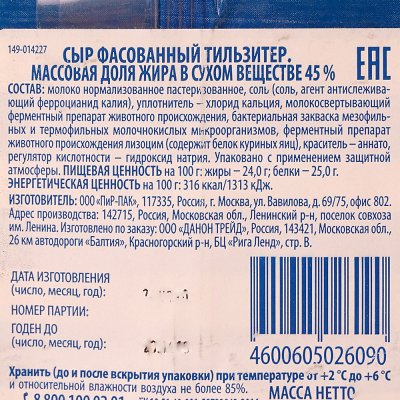 149-014227
СЫР ФАСОВАННЫЙ ТИЛЬЗИТЕР.
МАССОВАЯ ДОЛЯ ЖИРА В СУХОМ ВЕЩЕСТВЕ 45 %
EAC
СОСТАВ: молоко нормализованное пастеризованное, соль (соль, агент антислеживающий
ферроцианид калия), уплотнитель – хлорид кальция, молокосвертывающий
ферментный препарат животного происхождения, бактериальная закваска мезофиль-
ных и термофильных молочнокислых микроорганизмов, ферментный препарат
животного происхождения лизоцим (содержит белок куриных яиц), краситель – аннато,
регулятор кислотности – гидроксид натрия. Упаковано с применением защитной
атмосферы. ПИЩЕВАЯ ЦЕННОСТЬ на 100 г: жиры – 24,0 г; белки – 25,0 г.
ЭНЕРГЕТИЧЕСКАЯ ЦЕННОСТЬ на 100 г: 316 ккал/1313 кДж.
ИЗГОТОВИТЕЛЬ: ООО «ПиР-ПАК», 117335, Россия, г. Москва, ул. Вавилова, д. 69/75, офис 802.
Адрес производства: 142715, Россия, Московская обл., Ленинский р-н, поселок совхоза
им. Ленина. Изготовлено по заказу: ООО «ДАНОН ТРЕЙД», Россия, 143421, Московская обл.,
26 км автодороги «Балтия», Красногорский р-н, БЦ «Рига Ленд», стр. В.
ДАТА ИЗГОТОВЛЕНИЯ
(число, месяц, год):
НОМЕР ПАРТИИ:
ГОДЕН ДО
(число, месяц, год):
4600605026090
Хранить (до и после вскрытия упаковки) при температуре от +2 °С до +6 °С
и относительной влажности воздуха не более 85%.
МАССА НЕТТО